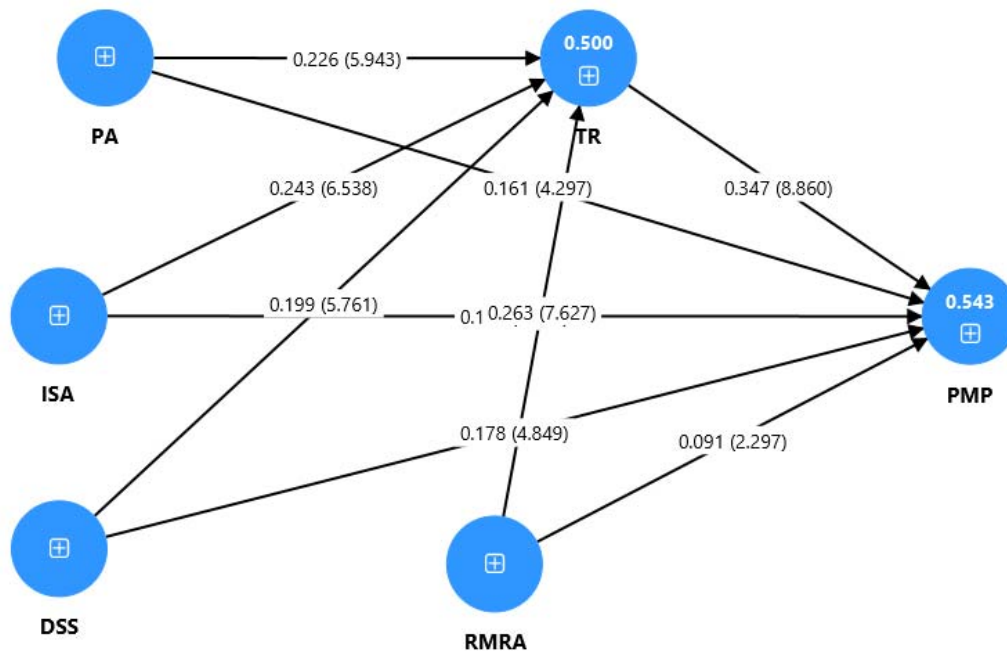 0.500
0.226 (5.943)
PA
TR
0.243 (6.538)
0.161 (4.297)
0.347 (8.860)
0.199 (5.761)
0.263 (7.627)
0.543
ISA
PMP
0.178 (4.849)
0.091 (2.297)
DSS
RMRA